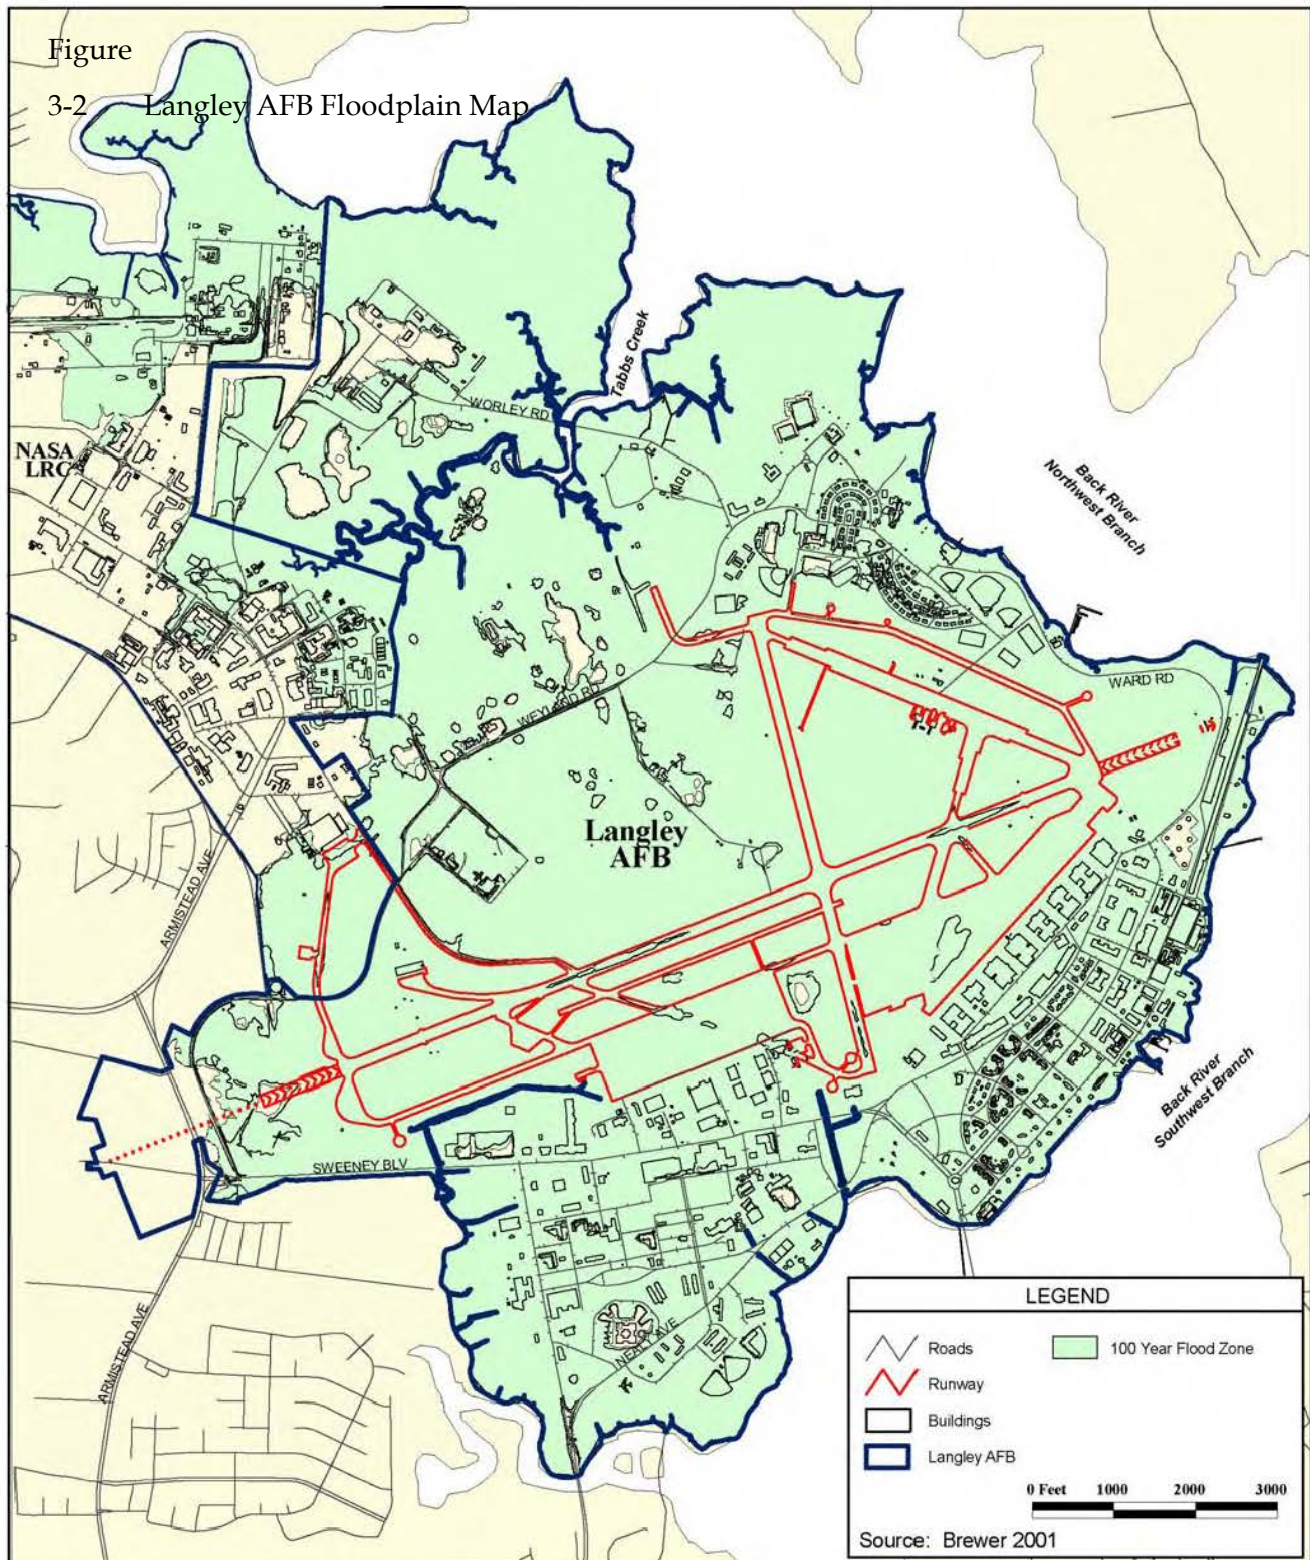 Figure
3-2 Langley AFB Floodplain Map
Tabbs Creek
WORLEY RD
NASA
LRC
Back River
Northwest Branch
WARD RD
WEYLAND RD
Langley
AFB
ARMISTEAD AVE
Back River
Southwest Branch
SWEENEY BLV
ARMISTEAD AVE
LEGEND
Roads
100 Year Flood Zone
Runway
Buildings
Langley AFB
0 Feet 1000 2000 3000
Source: Brewer 2001